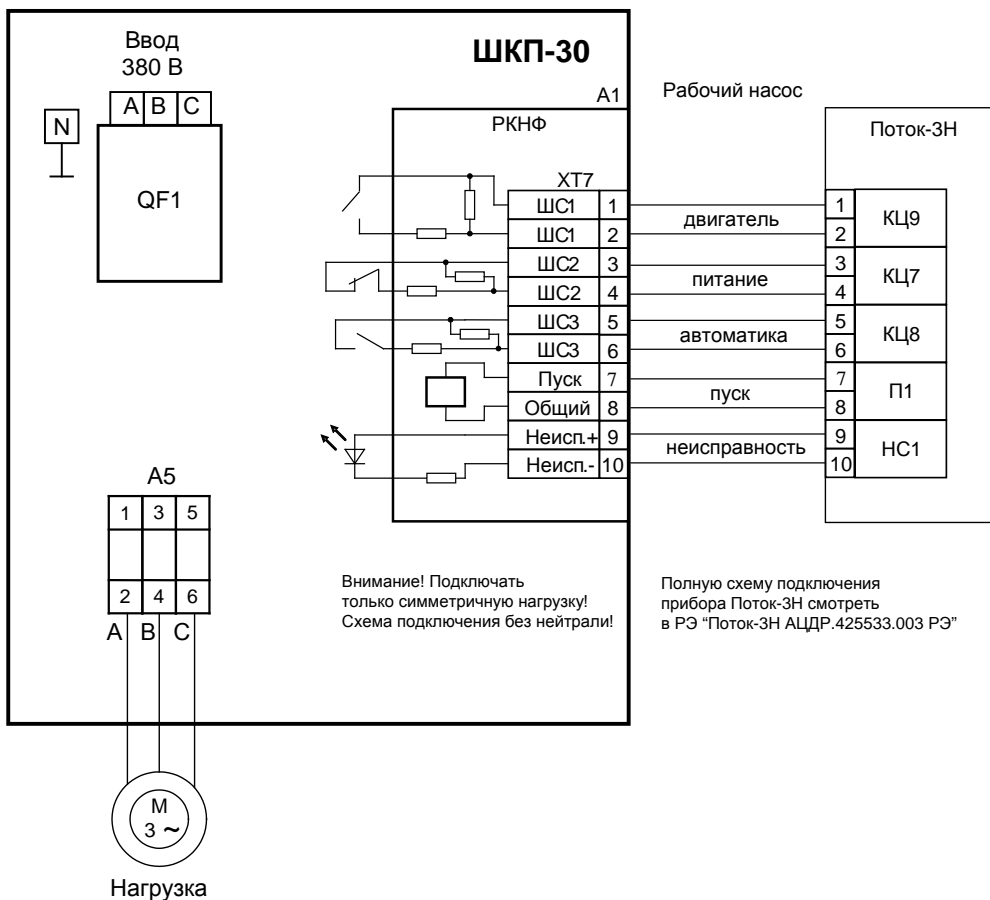 Ввод
380 В
ШКП-30
A B C
N
QF1
A1
РКНФ
Рабочий насос
Поток-3Н
XT7
ШС1 1
ШС1 2
ШС2 3
ШС2 4
ШС3 5
ШС3 6
Пуск 7
Общий 8
Неисп.+ 9
Неисп.- 10
двигатель
питание
автоматика
пуск
неисправность
1
2
КЦ9
3
4
КЦ7
5
6
КЦ8
7
8
П1
9
10
НС1
A5
1 3 5
2 4 6
A B C
Внимание! Подключать
только симметричную нагрузку!
Схема подключения без нейтрали!
Полную схему подключения
прибора Поток-3Н смотреть
в РЭ “Поток-3Н АЦДР.425533.003 РЭ”
М
3 ~
Нагрузка